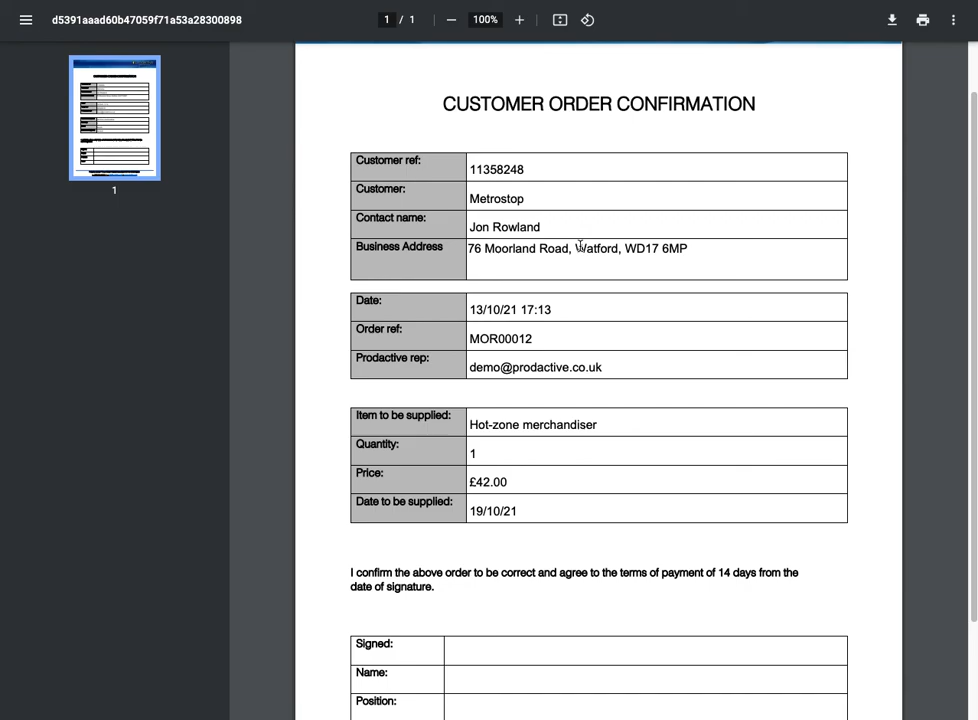 d5391aaad60b47059f71a53a28300898
1 / 1
100%
1
CUSTOMER ORDER CONFIRMATION
Customer ref: 11358248
Customer: Metrostop
Contact name: Jon Rowland
Business Address 76 Moorland Road, Watford, WD17 6MP
Date: 13/10/21 17:13
Order ref: MOR00012
Prodactive rep: demo@prodactive.co.uk
Item to be supplied: Hot-zone merchandiser
Quantity: 1
Price: £42.00
Date to be supplied: 19/10/21
I confirm the above order to be correct and agree to the terms of payment of 14 days from the
date of signature.
Signed:
Name:
Position: